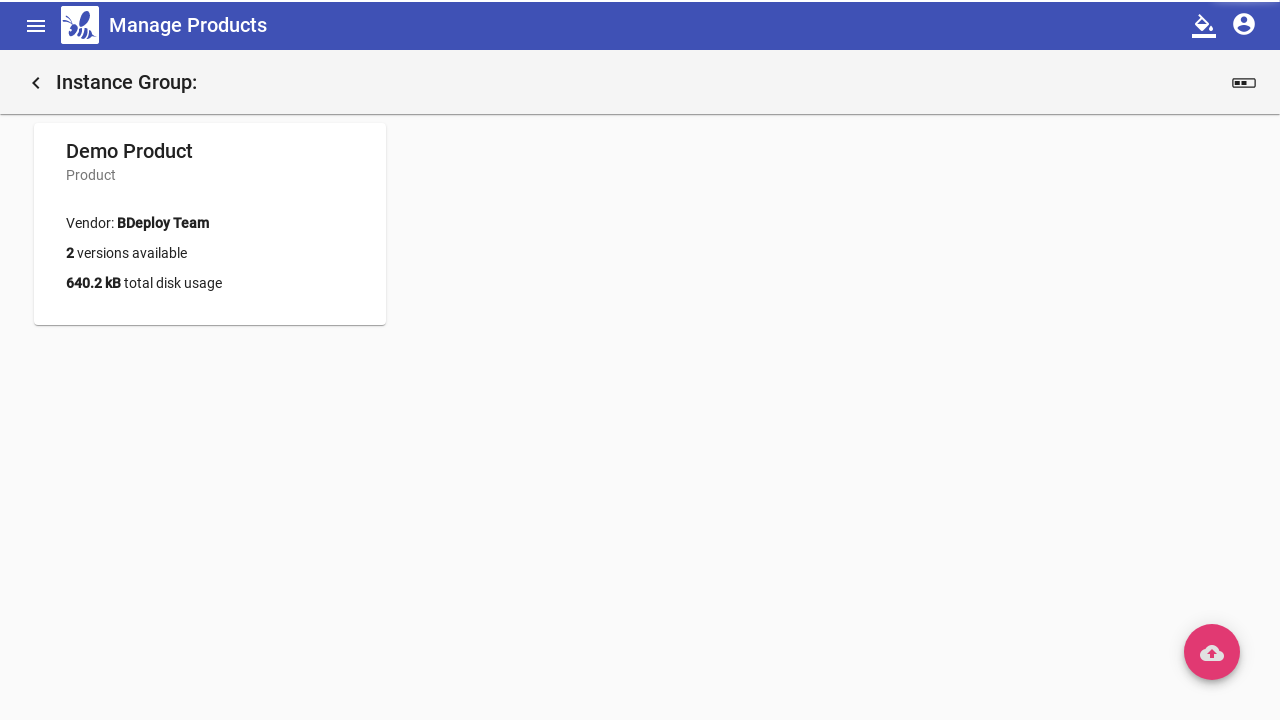 Manage Products
Instance Group:
Demo Product
Product
Vendor: BDeploy Team
2 versions available
640.2 kB total disk usage